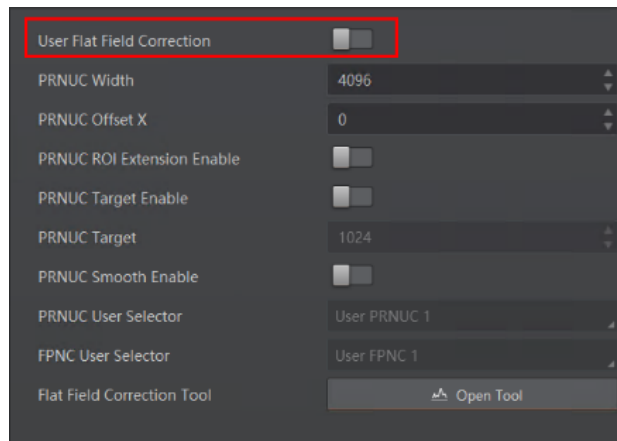 User Flat Field Correction
PRNUC Width 4096
PRNUC Offset X 0
PRNUC ROI Extension Enable
PRNUC Target Enable
PRNUC Target 1024
PRNUC Smooth Enable
PRNUC User Selector User PRNUC 1
FPNC User Selector User FPNC 1
Flat Field Correction Tool Open Tool